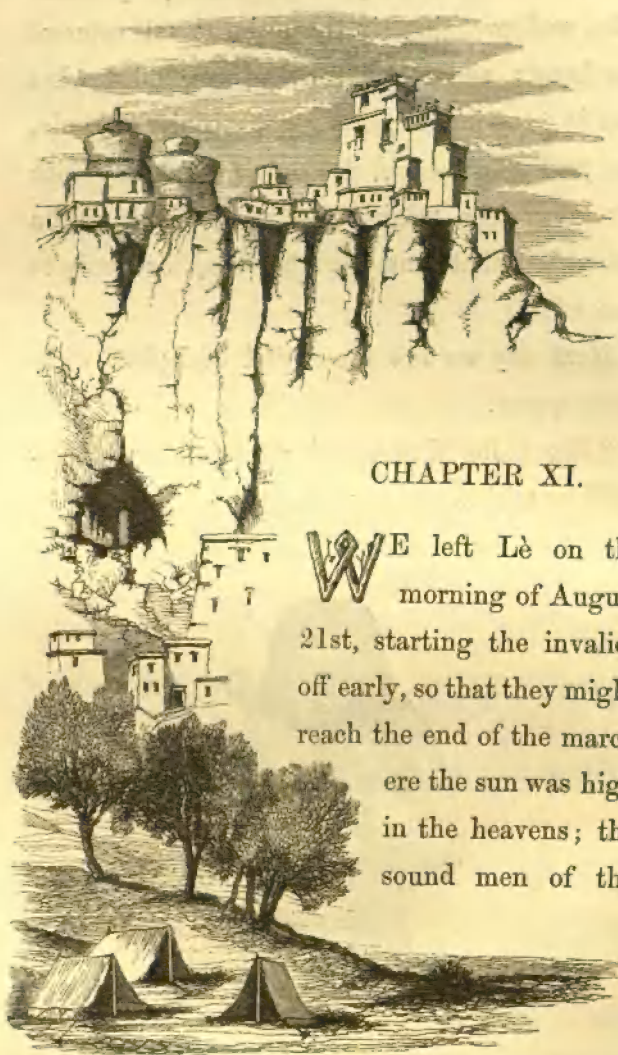 CHAPTER XI.
WE left Lè on th
morning of Augu
21st, starting the invali
off early, so that they migh
reach the end of the marc
ere the sun was hig
in the heavens; th
sound men of th